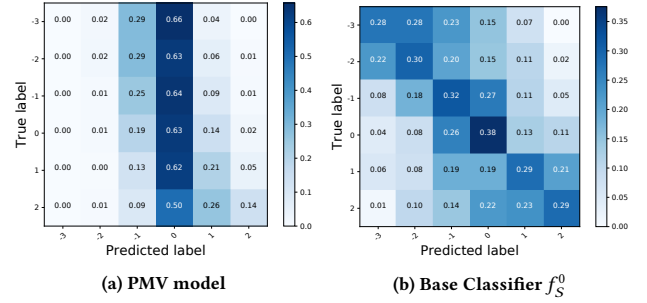 -3 0.00 0.02 0.29 0.66 0.04 0.00
-2 0.00 0.02 0.29 0.63 0.06 0.01
-1 0.00 0.01 0.25 0.64 0.09 0.01
0 0.00 0.01 0.19 0.63 0.14 0.02
1 0.00 0.00 0.13 0.62 0.21 0.05
2 0.00 0.01 0.09 0.50 0.26 0.14
True label
-3 -2 -1 0 1 2
Predicted label
0.6
0.5
0.4
0.3
0.2
0.1
0.0
(a) PMV model
-3 0.28 0.28 0.23 0.15 0.07 0.00
-2 0.22 0.30 0.20 0.15 0.11 0.02
-1 0.08 0.18 0.32 0.27 0.11 0.05
0 0.04 0.08 0.26 0.38 0.13 0.11
1 0.06 0.08 0.19 0.19 0.29 0.21
2 0.01 0.10 0.14 0.22 0.23 0.29
True label
-3 -2 -1 0 1 2
Predicted label
0.35
0.30
0.25
0.20
0.15
0.10
0.05
0.00
(b) Base Classifier f_S^0